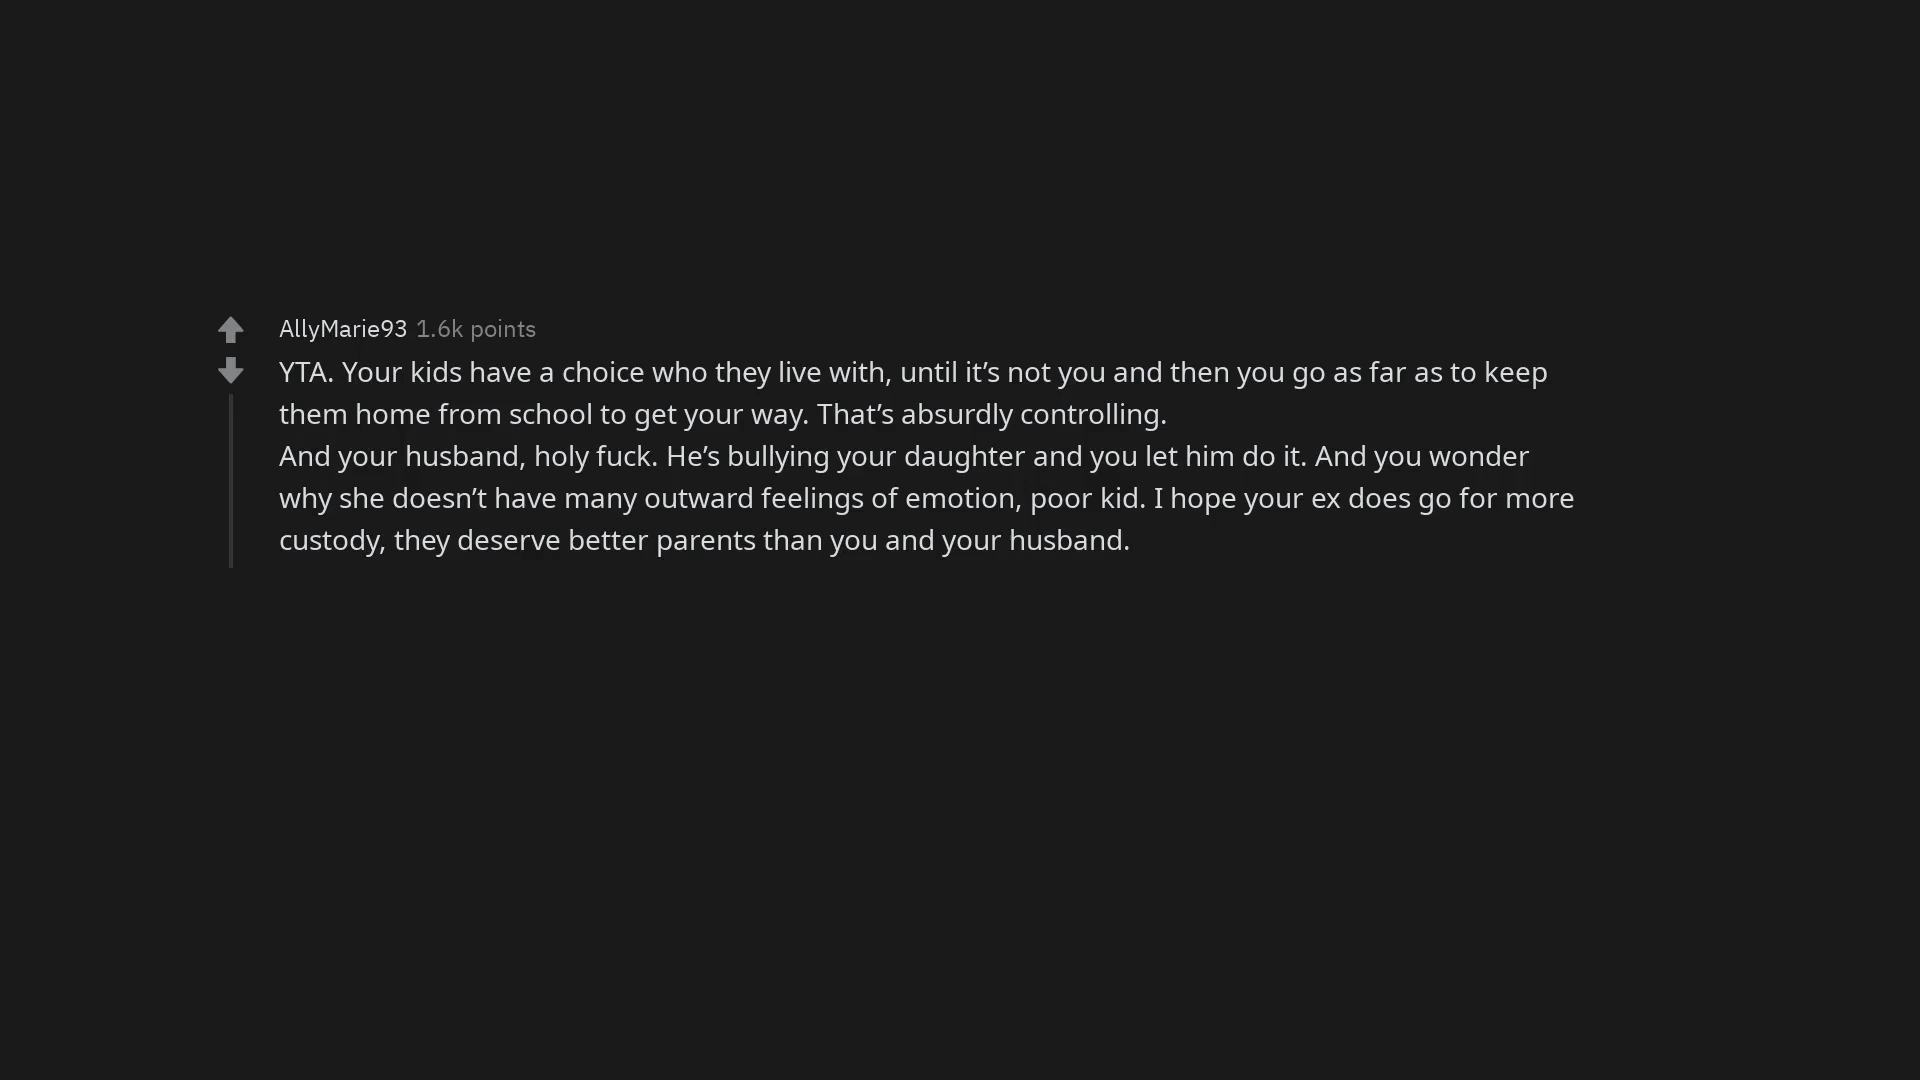 AllyMarie93 1.6k points
YTA. Your kids have a choice who they live with, until it’s not you and then you go as far as to keep
them home from school to get your way. That’s absurdly controlling.
And your husband, holy fuck. He’s bullying your daughter and you let him do it. And you wonder
why she doesn’t have many outward feelings of emotion, poor kid. I hope your ex does go for more
custody, they deserve better parents than you and your husband.